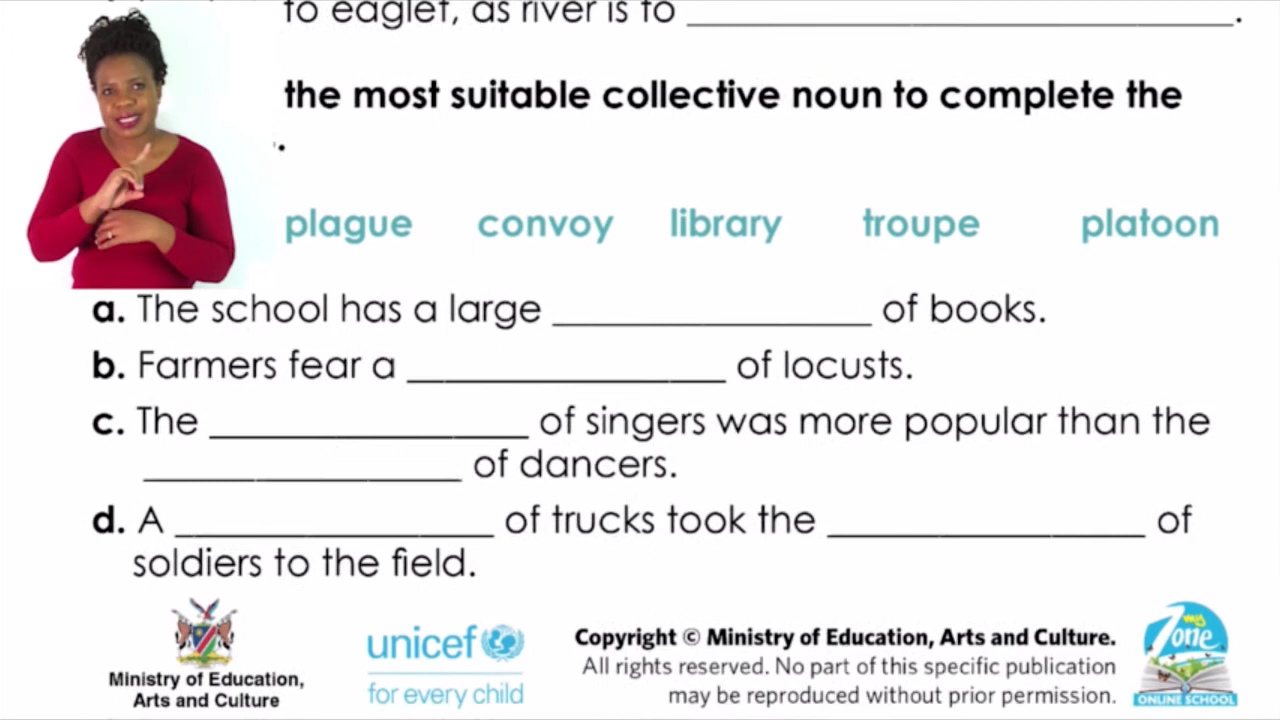 to eaglet, as river is to ______________________.
the most suitable collective noun to complete the
.
plague convoy library troupe platoon
a. The school has a large ________________ of books.
b. Farmers fear a ________________ of locusts.
c. The ________________ of singers was more popular than the
________________ of dancers.
d. A ________________ of trucks took the ________________ of
soldiers to the field.
Ministry of Education,
Arts and Culture
unicef
for every child
Copyright © Ministry of Education, Arts and Culture.
All rights reserved. No part of this specific publication
may be reproduced without prior permission.
my
Zone
ONLINE SCHOOL